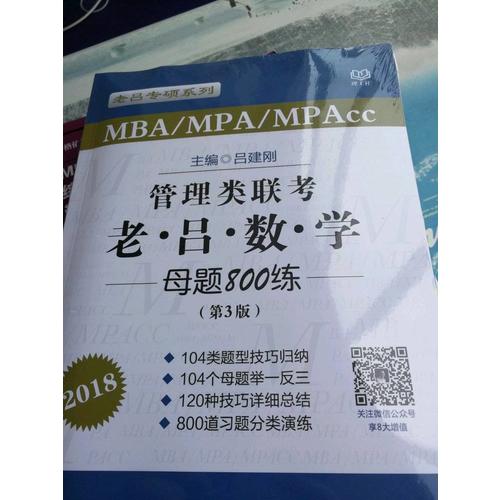 老吕专硕系列
MBA/MPA/MPAcc
主编◎吕建刚
管理类联考
老·吕·数·学
母题800练
(第3版)
2018
◆ 104类题型技巧归纳
◆ 104个母题举一反三
◆ 120种技巧详细总结
◆ 800道习题分类演练
关注微信公众号
享8大增值